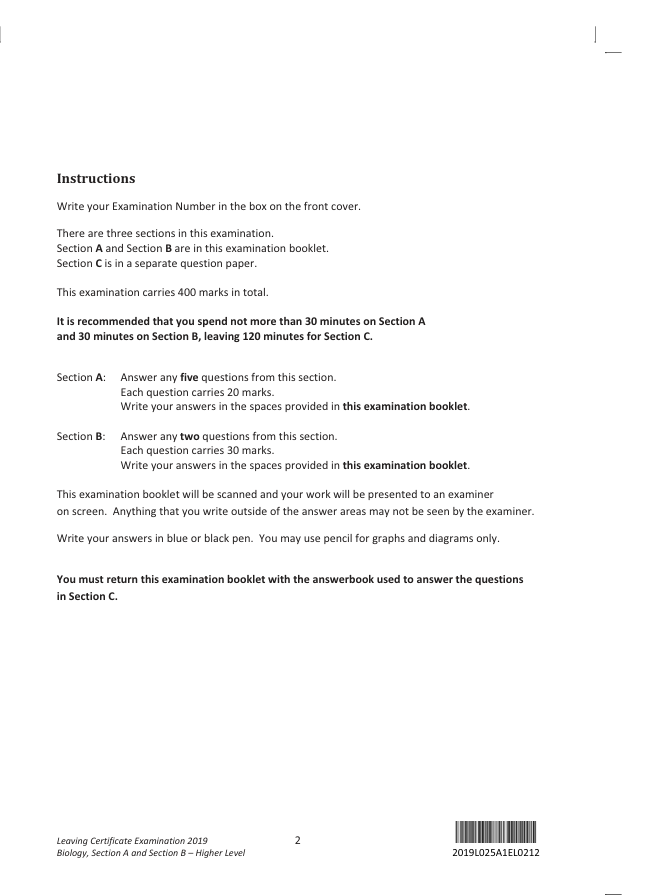 Instructions
Write your Examination Number in the box on the front cover.
There are three sections in this examination.
Section A and Section B are in this examination booklet.
Section C is in a separate question paper.
This examination carries 400 marks in total.
It is recommended that you spend not more than 30 minutes on Section A
and 30 minutes on Section B, leaving 120 minutes for Section C.
Section A: Answer any five questions from this section.
Each question carries 20 marks.
Write your answers in the spaces provided in this examination booklet.
Section B: Answer any two questions from this section.
Each question carries 30 marks.
Write your answers in the spaces provided in this examination booklet.
This examination booklet will be scanned and your work will be presented to an examiner
on screen.  Anything that you write outside of the answer areas may not be seen by the examiner.
Write your answers in blue or black pen.  You may use pencil for graphs and diagrams only.
You must return this examination booklet with the answerbook used to answer the questions
in Section C.
Leaving Certificate Examination 2019
2
Biology, Section A and Section B – Higher Level
2019L025A1EL0212